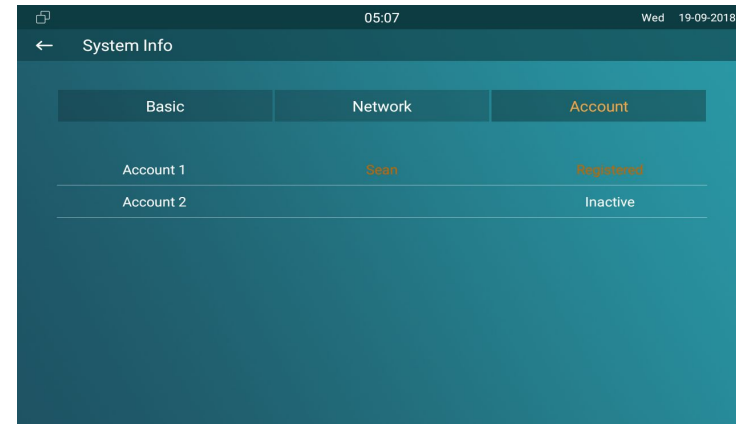 05:07 Wed 19-09-2018
← System Info
Basic Network Account
Account 1 Sean Registered
Account 2 Inactive